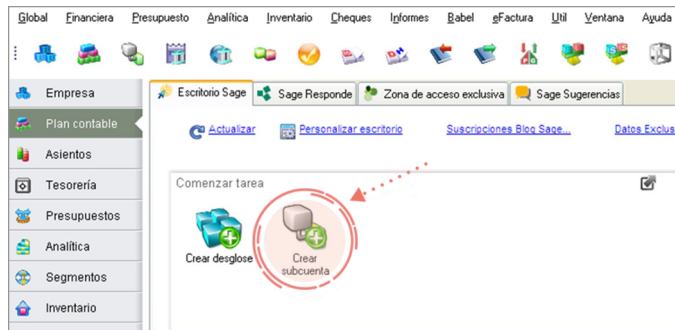 Global Financiera Presupuesto Analítica Inventario Cheques Informes Babel eFactura Util Ventana Ayuda
Empresa
Plan contable
Asientos
Tesorería
Presupuestos
Analítica
Segmentos
Inventario
Escritorio Sage Sage Responde Zona de acceso exclusiva Sage Sugerencias
Actualizar Personalizar escritorio Suscripciones Blog Sage... Datos Exclus
Comenzar tarea
Crear desglose
Crear
subcuenta